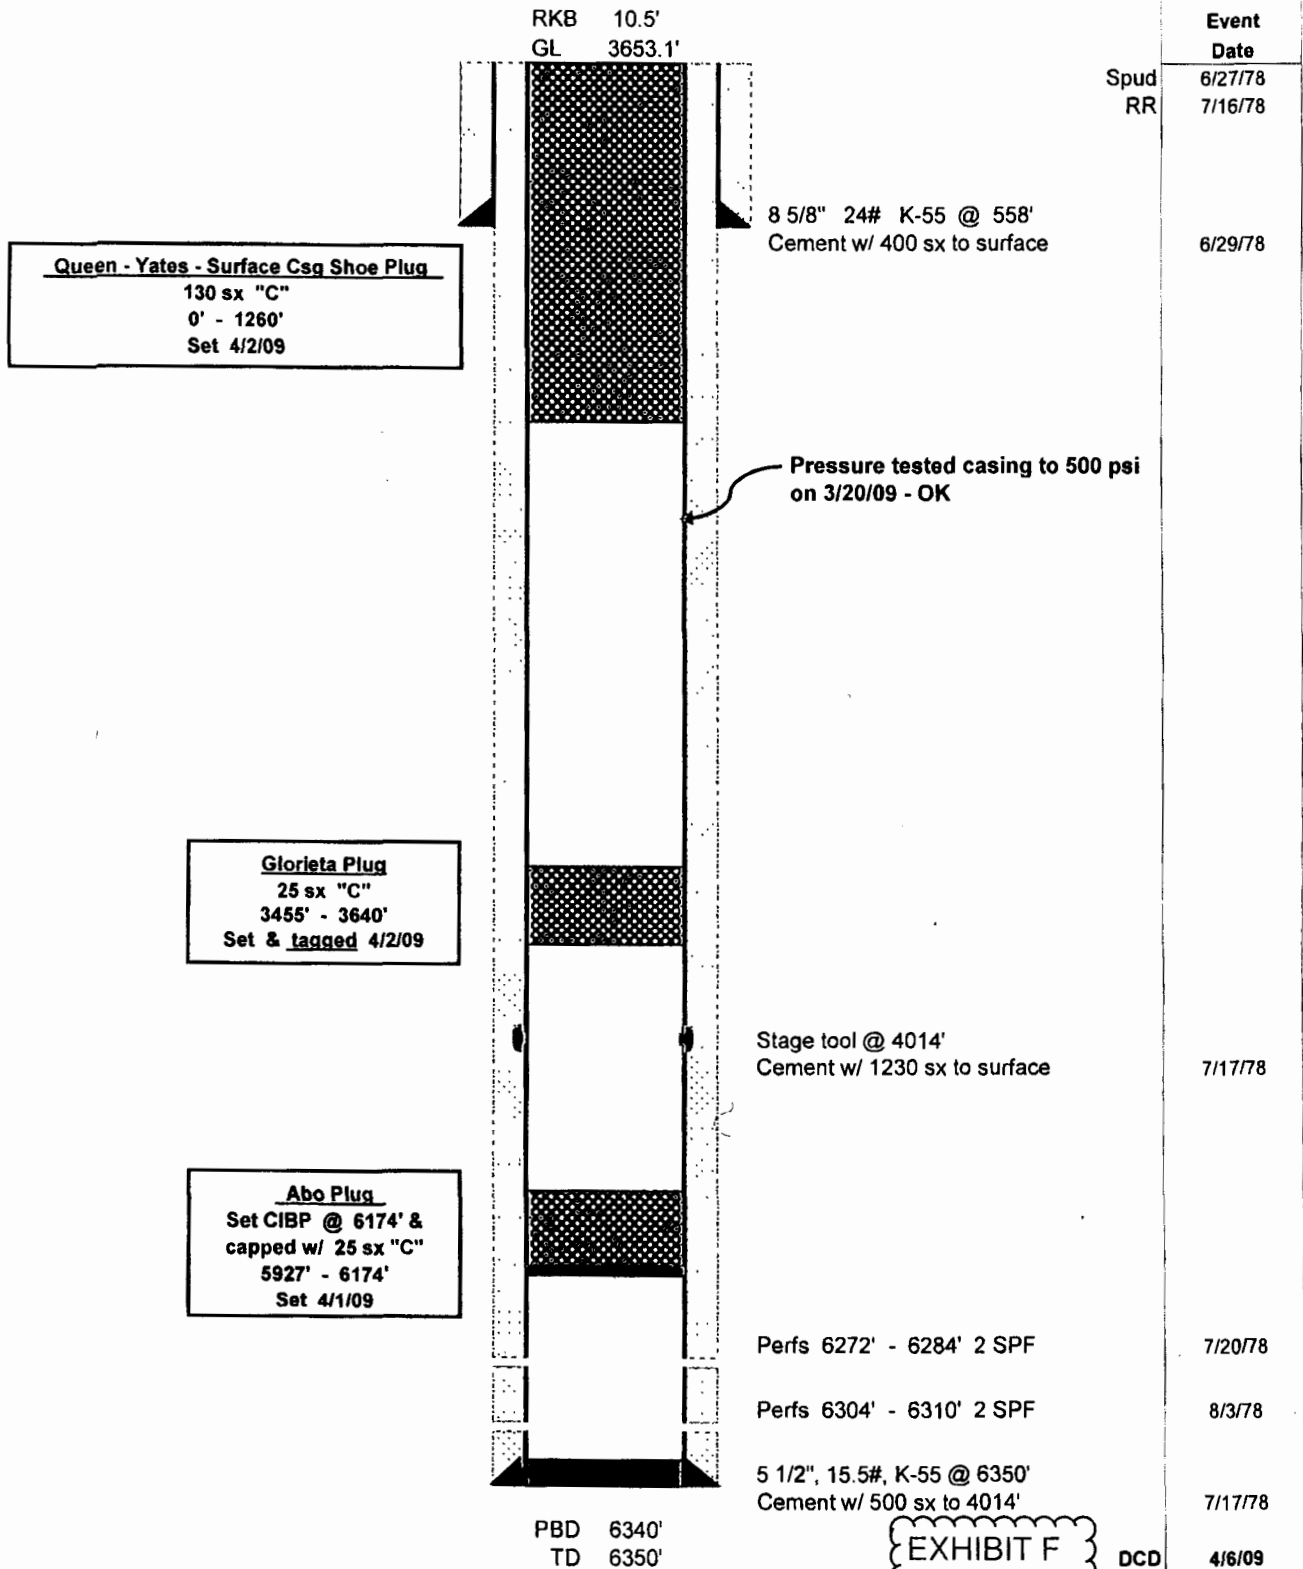 RKB 10.5'
GL 3653.1'
Event
Date
Spud 6/27/78
RR 7/16/78
8 5/8" 24# K-55 @ 558'
Cement w/ 400 sx to surface 6/29/78
Queen - Yates - Surface Csg Shoe Plug
130 sx "C"
0' - 1260'
Set 4/2/09
Pressure tested casing to 500 psi
on 3/20/09 - OK
Glorieta Plug
25 sx "C"
3455' - 3640'
Set & tagged 4/2/09
Stage tool @ 4014'
Cement w/ 1230 sx to surface 7/17/78
Abo Plug
Set CIBP @ 6174' &
capped w/ 25 sx "C"
5927' - 6174'
Set 4/1/09
Perfs 6272' - 6284' 2 SPF 7/20/78
Perfs 6304' - 6310' 2 SPF 8/3/78
5 1/2", 15.5#, K-55 @ 6350'
Cement w/ 500 sx to 4014' 7/17/78
PBD 6340'
TD 6350'
EXHIBIT F
DCD 4/6/09